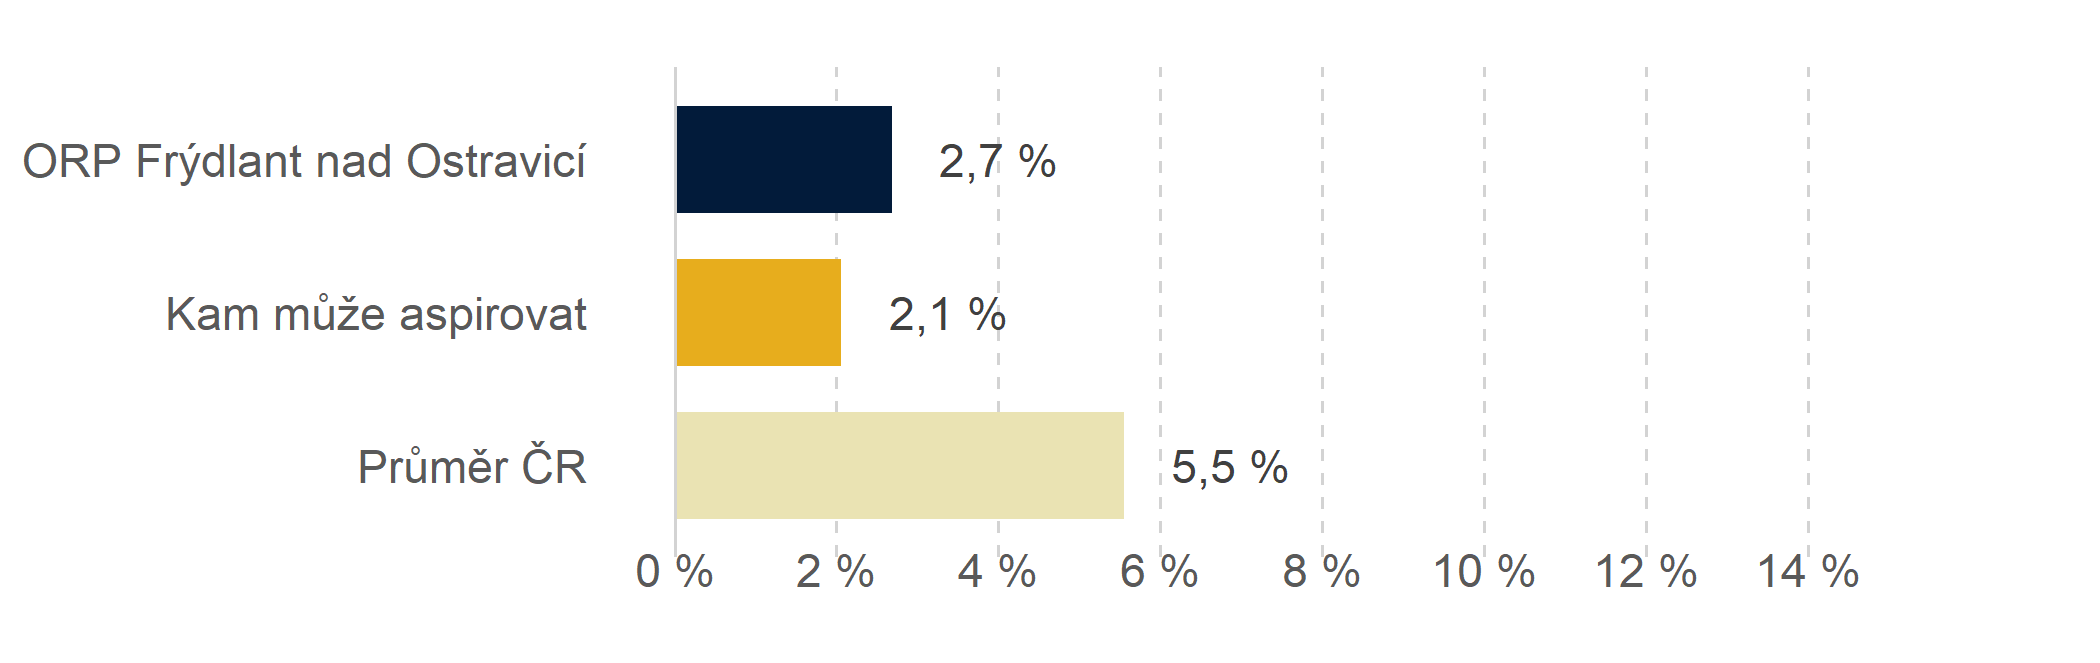 ORP Frýdlant nad Ostravicí
2,7 %
Kam může aspirovat
2,1 %
Průměr ČR
5,5 %
0 % 2 % 4 % 6 % 8 % 10 % 12 % 14 %